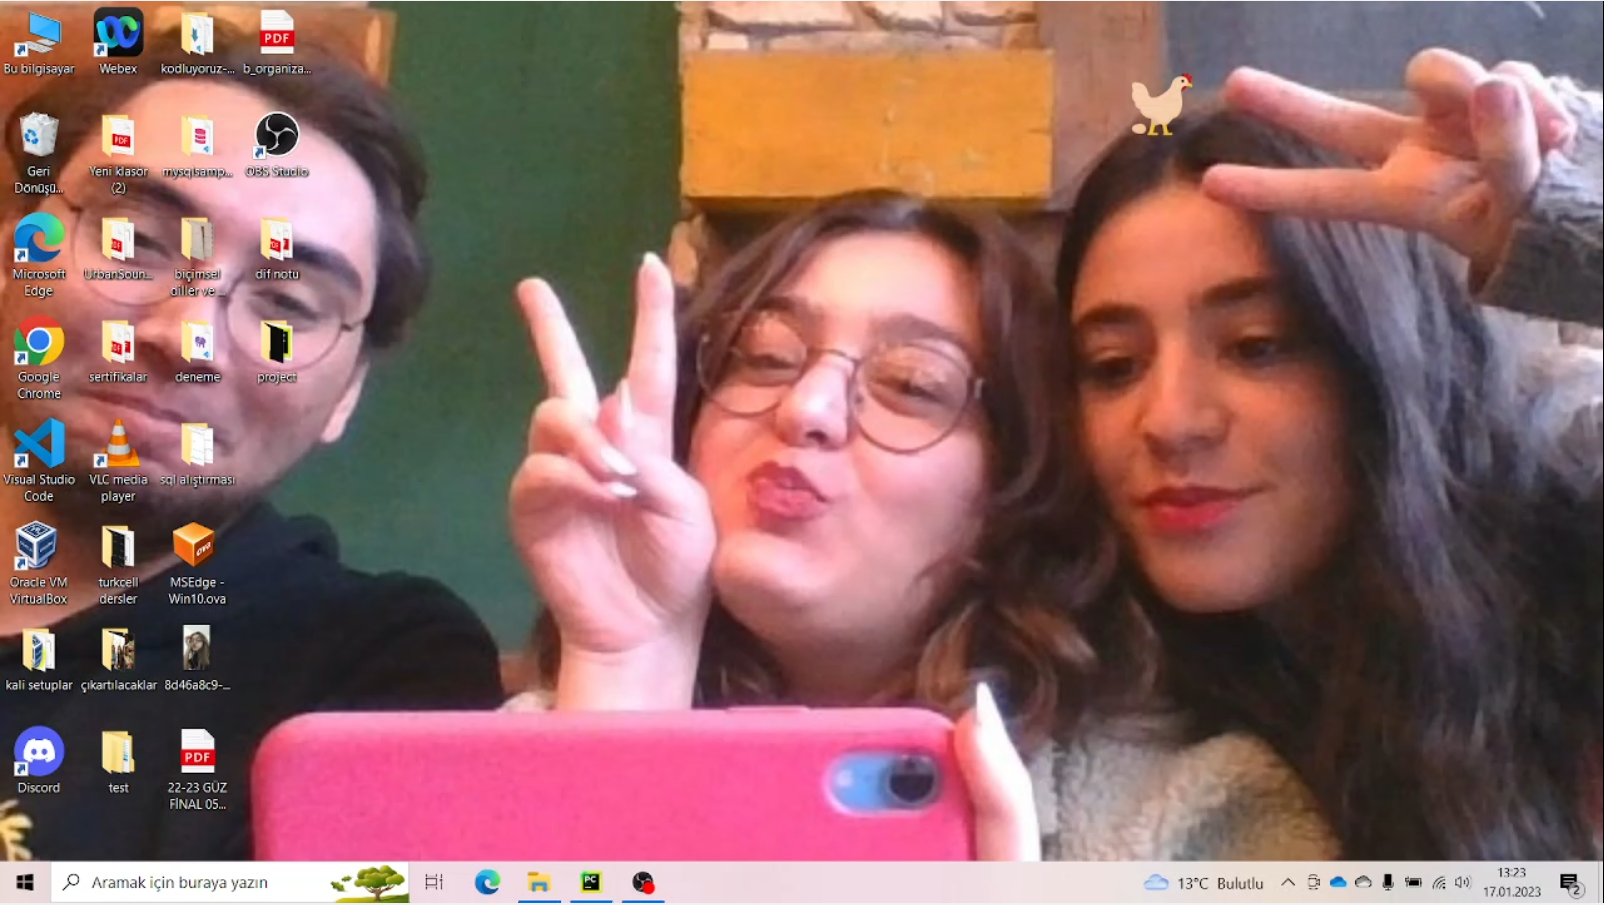 Bu bilgisayar
Webex
kodluyoruz-...
b_organiza...
Geri
Dönüşü...
Yeni klasör
(2)
mysqlsamp...
OBS Studio
Microsoft
Edge
UrbanSoun...
biçimsel
diller ve ...
dif notu
Google
Chrome
sertifikalar
deneme
project
Visual Studio
Code
VLC media
player
sql alıştırması
Oracle VM
VirtualBox
turkcell
dersler
MSEdge -
Win10.ova
kali setuplar
çıkartılacaklar
8d46a8c9-...
Discord
test
22-23 GÜZ
FİNAL 05...
PDF
PDF
Aramak için buraya yazın
PC
13°C Bulutlu
13:23
17.01.2023
2